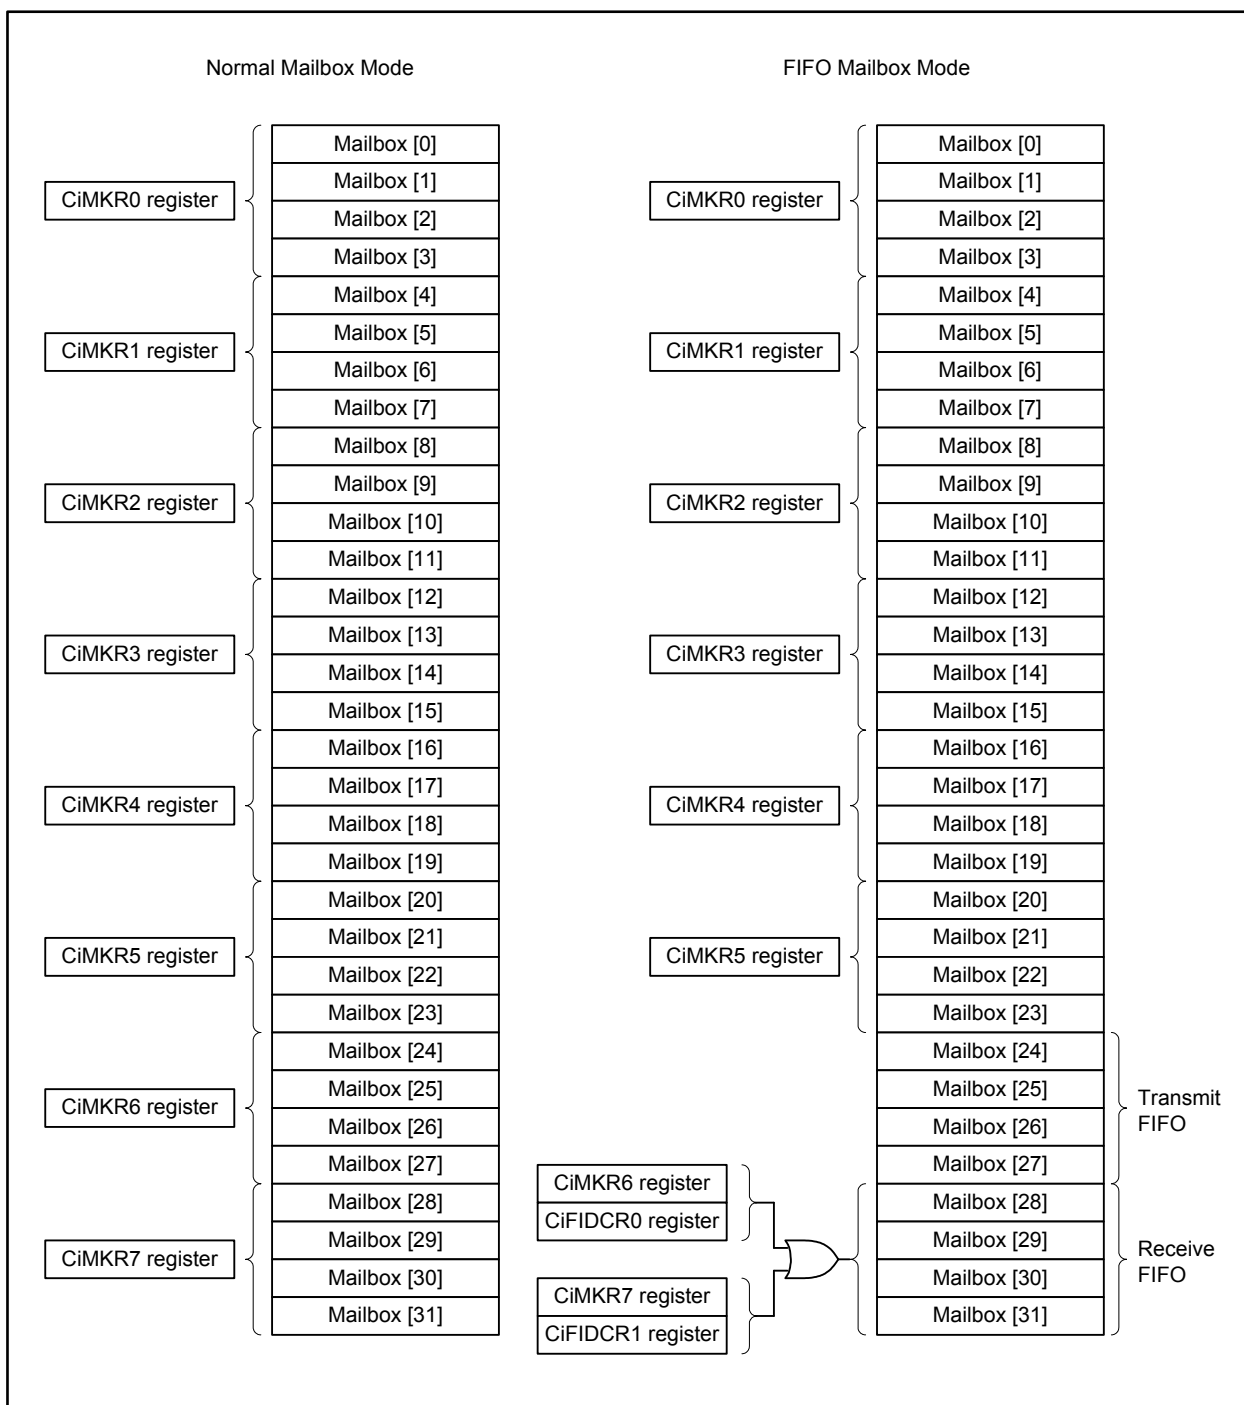 Normal Mailbox Mode
CiMKR0 register
Mailbox [0]
Mailbox [1]
Mailbox [2]
Mailbox [3]
CiMKR1 register
Mailbox [4]
Mailbox [5]
Mailbox [6]
Mailbox [7]
CiMKR2 register
Mailbox [8]
Mailbox [9]
Mailbox [10]
Mailbox [11]
CiMKR3 register
Mailbox [12]
Mailbox [13]
Mailbox [14]
Mailbox [15]
CiMKR4 register
Mailbox [16]
Mailbox [17]
Mailbox [18]
Mailbox [19]
CiMKR5 register
Mailbox [20]
Mailbox [21]
Mailbox [22]
Mailbox [23]
CiMKR6 register
Mailbox [24]
Mailbox [25]
Mailbox [26]
Mailbox [27]
CiMKR7 register
Mailbox [28]
Mailbox [29]
Mailbox [30]
Mailbox [31]
FIFO Mailbox Mode
CiMKR0 register
Mailbox [0]
Mailbox [1]
Mailbox [2]
Mailbox [3]
CiMKR1 register
Mailbox [4]
Mailbox [5]
Mailbox [6]
Mailbox [7]
CiMKR2 register
Mailbox [8]
Mailbox [9]
Mailbox [10]
Mailbox [11]
CiMKR3 register
Mailbox [12]
Mailbox [13]
Mailbox [14]
Mailbox [15]
CiMKR4 register
Mailbox [16]
Mailbox [17]
Mailbox [18]
Mailbox [19]
CiMKR5 register
Mailbox [20]
Mailbox [21]
Mailbox [22]
Mailbox [23]
Mailbox [24]
Mailbox [25]
Mailbox [26]
Mailbox [27]
Transmit
FIFO
CiMKR6 register
CiFIDCR0 register
CiMKR7 register
CiFIDCR1 register
Mailbox [28]
Mailbox [29]
Mailbox [30]
Mailbox [31]
Receive
FIFO